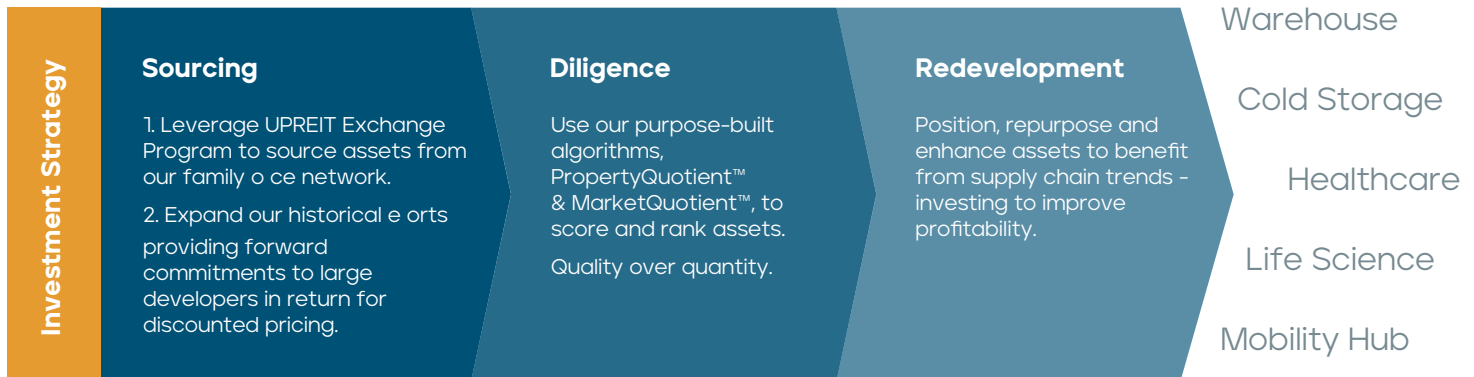 Investment Strategy
Sourcing
1. Leverage UPREIT Exchange
Program to source assets from
our family o ce network.
2. Expand our historical e orts
providing forward
commitments to large
developers in return for
discounted pricing.
Diligence
Use our purpose-built
algorithms,
PropertyQuotient™
& MarketQuotient™, to
score and rank assets.
Quality over quantity.
Redevelopment
Position, repurpose and
enhance assets to benefit
from supply chain trends -
investing to improve
profitability.
Warehouse
Cold Storage
Healthcare
Life Science
Mobility Hub